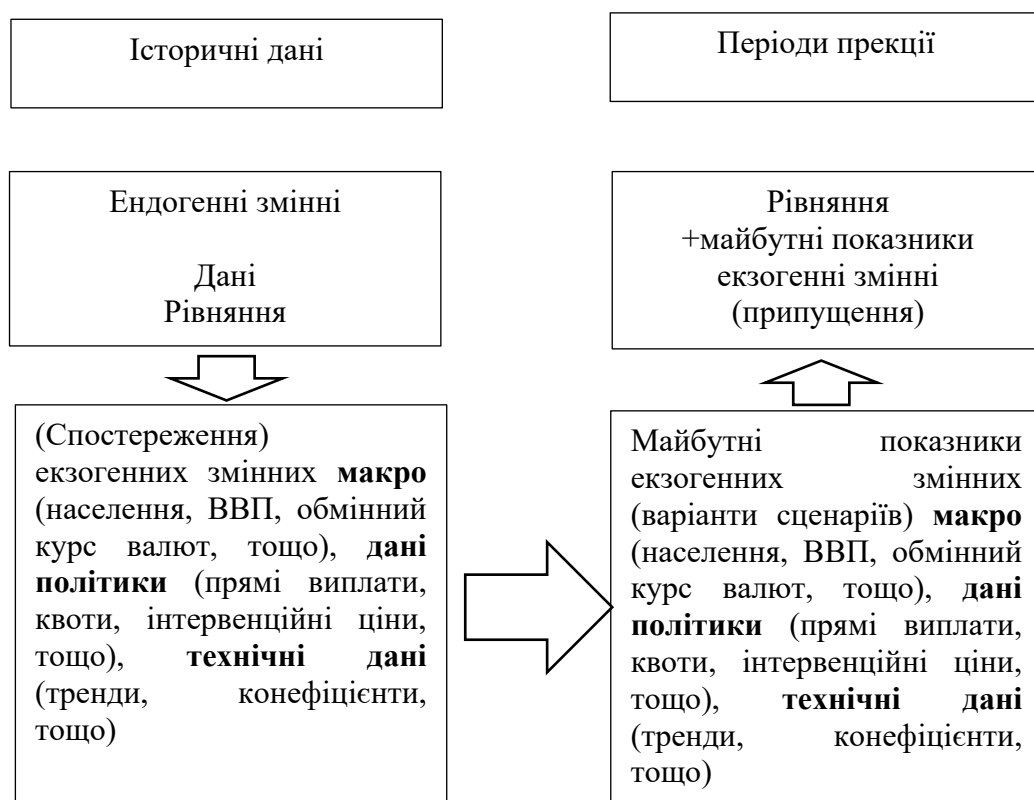 Історичні дані
Періоди прекції
Ендогенні змінні
Дані
Рівняння
Рівняння
+майбутні показники
екзогенні змінні
(припущення)
(Спостереження)
екзогенних змінних макро
(населення, ВВП, обмінний
курс валют, тощо), дані
політики (прямі виплати,
квоти, інтервенційні ціни,
тощо), технічні дані
(тренди, конефіцієнти,
тощо)
Майбутні показники
екзогенних змінних
(варіанти сценаріїв) макро
(населення, ВВП, обмінний
курс валют, тощо), дані
політики (прямі виплати,
квоти, інтервенційні ціни,
тощо), технічні дані
(тренди, конефіцієнти,
тощо)